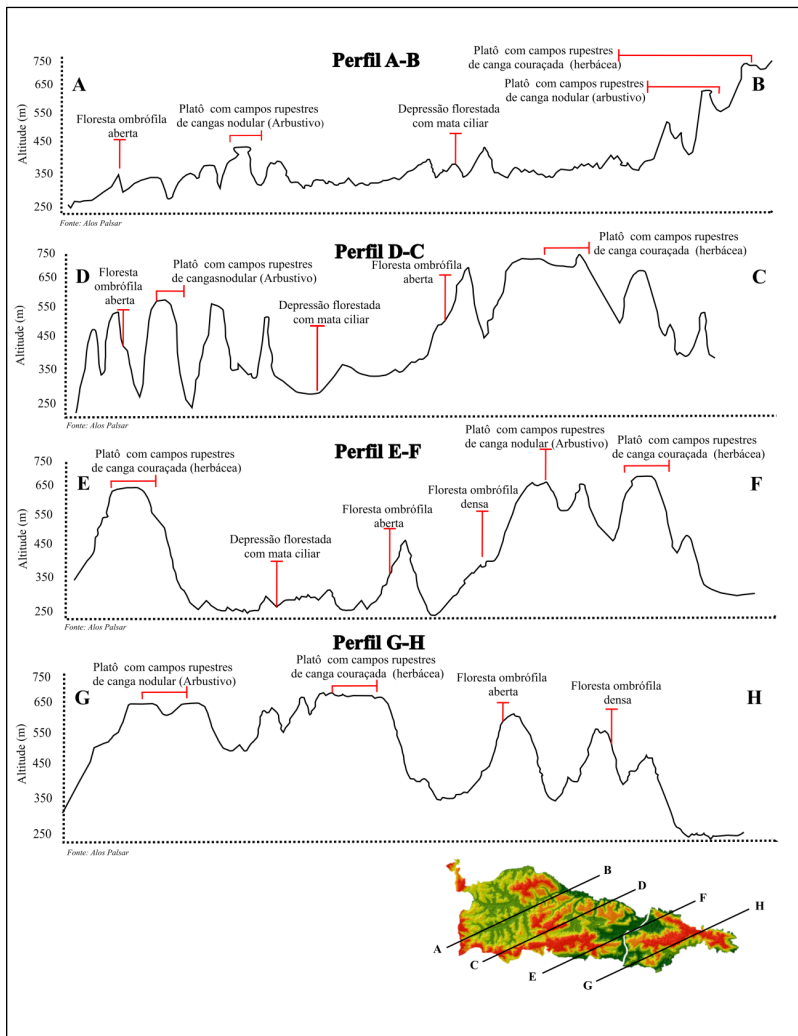 Perfil A-B
Altitude (m)
750
650
550
450
350
250
A
B
Floresta ombrófila
aberta
Platô com campos rupestres
de cangas nodular (Arbustivo)
Depressão florestada
com mata ciliar
Platô com campos rupestres
de canga couraçada (herbácea)
Platô com campos rupestres
de canga nodular (arbustivo)
Fonte: Alos Palsar
Perfil D-C
Altitude (m)
750
650
550
450
350
250
D
C
Floresta ombrófila
aberta
Platô com campos rupestres
de cangasnodular (Arbustivo)
Depressão florestada
com mata ciliar
Floresta ombrófila
aberta
Platô com campos rupestres
de canga couraçada (herbácea)
Fonte: Alos Palsar
Perfil E-F
Altitude (m)
750
650
550
450
350
250
E
F
Platô com campos rupestres
de canga couraçada (herbácea)
Depressão florestada
com mata ciliar
Floresta ombrófila
aberta
Floresta ombrófila
densa
Platô com campos rupestres
de canga nodular (Arbustivo)
Platô com campos rupestres
de canga couraçada (herbácea)
Fonte: Alos Palsar
Perfil G-H
Altitude (m)
750
650
550
450
350
250
G
H
Platô com campos rupestres
de canga nodular (Arbustivo)
Platô com campos rupestres
de canga couraçada (herbácea)
Floresta ombrófila
aberta
Floresta ombrófila
densa
Fonte: Alos Palsar
B
D
F
H
A
C
E
G